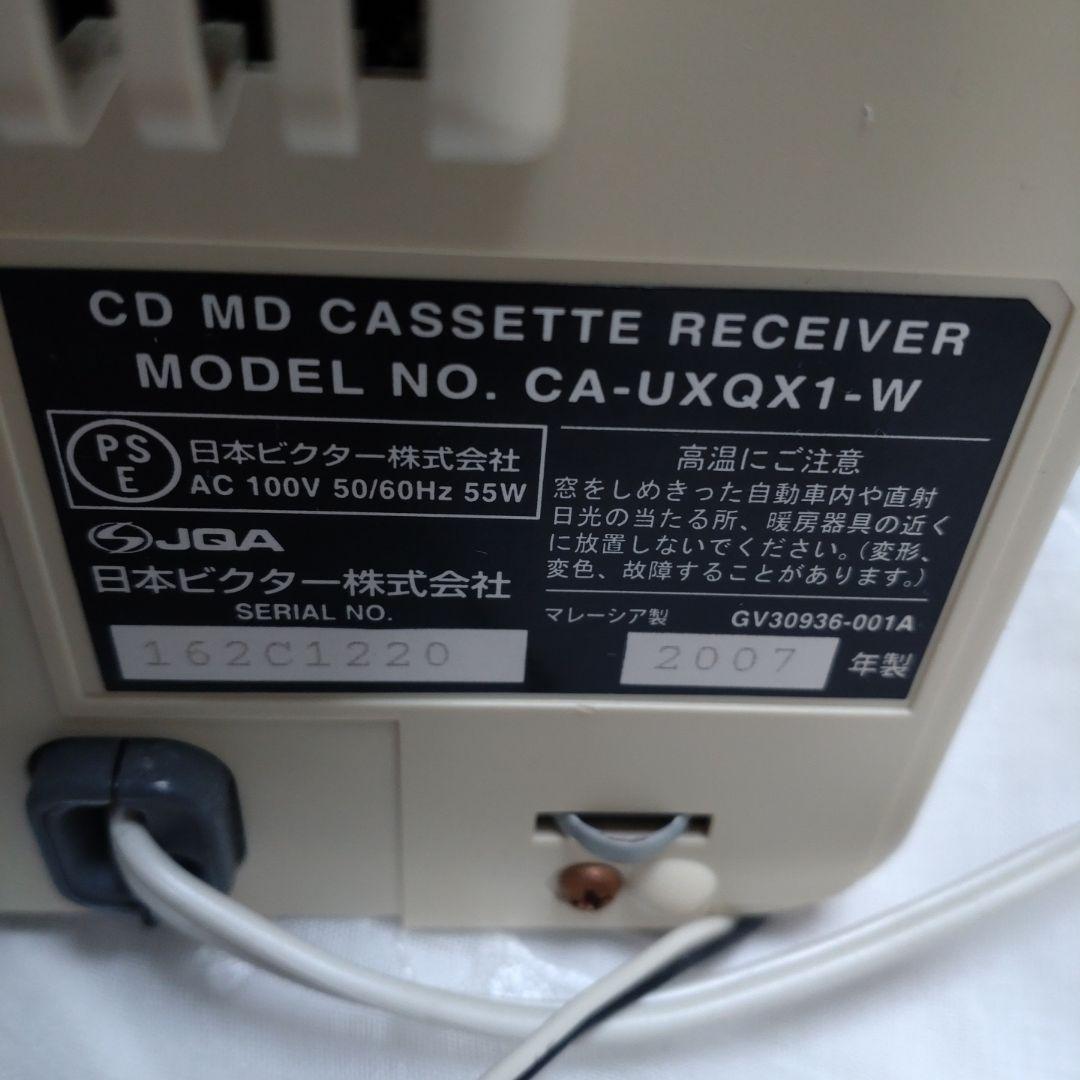 CD MD CASSETTE RECEIVER
MODEL NO. CA-UXQX1-W
PS
E
日本ビクター株式会社
AC 100V 50/60Hz 55W
JQA
日本ビクター株式会社
SERIAL NO.
162C1220
高温にご注意
窓をしめきった自動車内や直射
日光の当たる所、暖房器具の近く
に放置しないでください。(変形、
変色、故障することがあります。)
マレーシア製 GV30936-001A
2007 年製